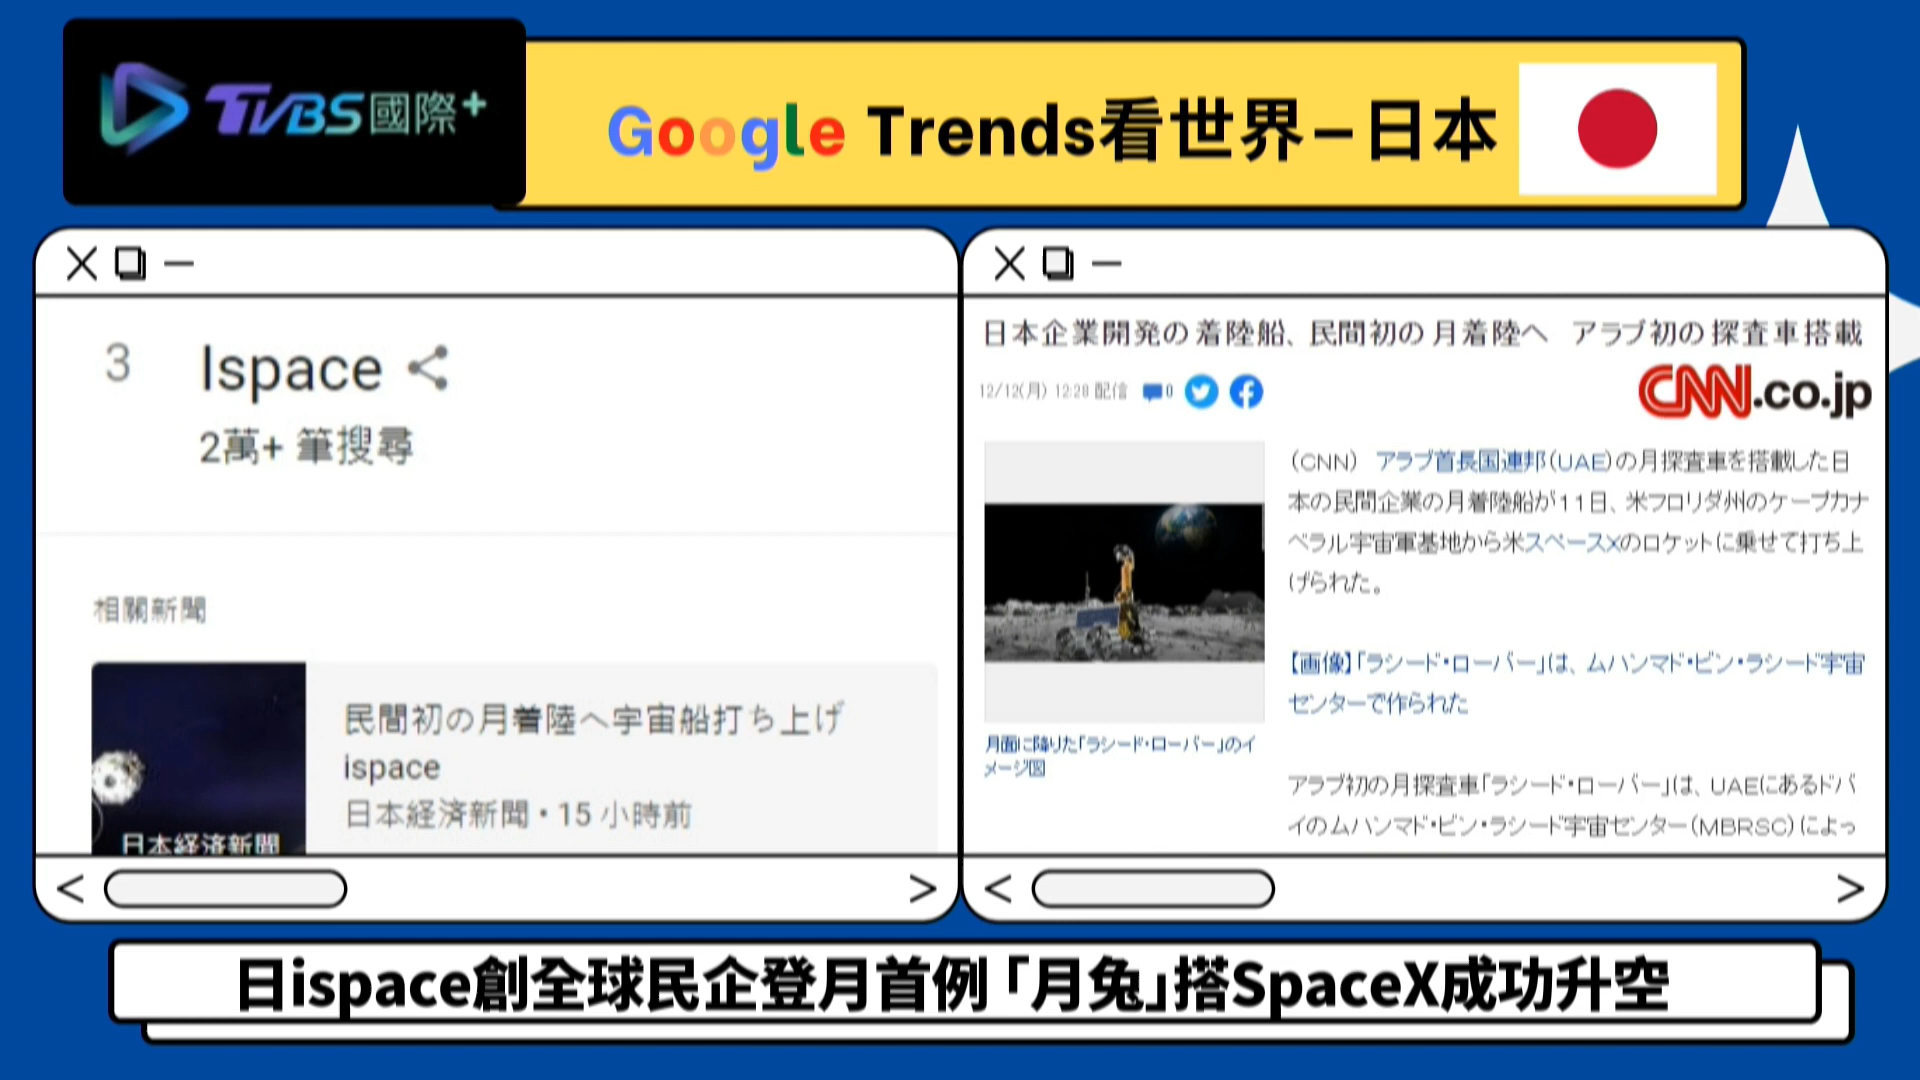 TVBS國際+
Google Trends看世界-日本
3
Ispace
2萬+ 筆搜尋
相關新聞
民間初の月着陸へ宇宙船打ち上げ
ispace
日本経済新聞・15 小時前
日本経済新聞
日本企業開発の着陸船、民間初の月着陸へ アラブ初の探査車搭載
12/12(月) 12:28 配信 0
CNN.co.jp
(CNN) アラブ首長国連邦(UAE)の月探査車を搭載した日
本の民間企業の月着陸船が11日、米フロリダ州のケープカナ
ベラル宇宙軍基地から米スペースXのロケットに乗せて打ち上
げられた。
【画像】「ラシード・ローバー」は、ムハンマド・ビン・ラシード宇宙
センターで作られた
月面に降りた「ラシード・ローバー」のイ
メージ図
アラブ初の月探査車「ラシード・ローバー」は、UAEにあるドバ
イのムハンマド・ビン・ラシード宇宙センター(MBRSC)によっ
日ispace創全球民企登月首例「月兔」搭SpaceX成功升空